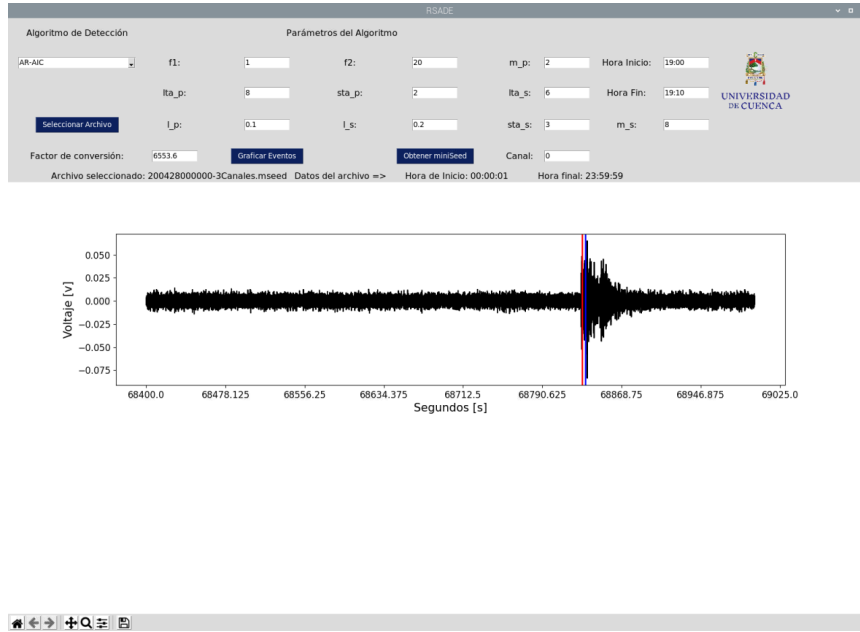 RSADE
Algoritmo de Detección Parámetros del Algoritmo
AR-AIC f1: 1 f2: 20 m_p: 2 Hora Inicio: 19:00
lta_p: 8 sta_p: 2 lta_s: 6 Hora Fin: 19:10
UNIVERSIDAD
DE CUENCA
Seleccionar Archivo l_p: 0.1 l_s: 0.2 sta_s: 3 m_s: 8
Factor de conversión: 6553.6 Graficar Eventos Obtener miniSeed Canal: 0
Archivo seleccionado: 200428000000-3Canales.mseed Datos del archivo => Hora de Inicio: 00:00:01 Hora final: 23:59:59
0.050
0.025
0.000
−0.025
−0.050
−0.075
Voltaje [v]
68400.0 68478.125 68556.25 68634.375 68712.5 68790.625 68868.75 68946.875 69025.0
Segundos [s]